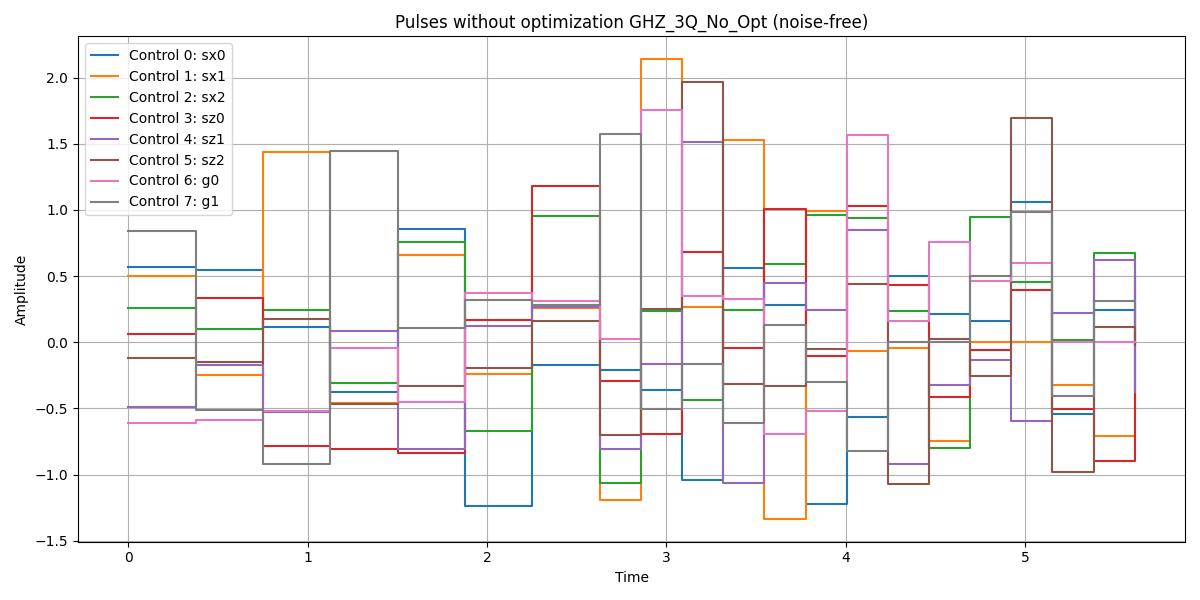 Pulses without optimization GHZ_3Q_No_Opt (noise-free)
Control 0: sx0
Control 1: sx1
Control 2: sx2
Control 3: sz0
Control 4: sz1
Control 5: sz2
Control 6: g0
Control 7: g1
Amplitude
2.0
1.5
1.0
0.5
0.0
−0.5
−1.0
−1.5
0 1 2 3 4 5
Time